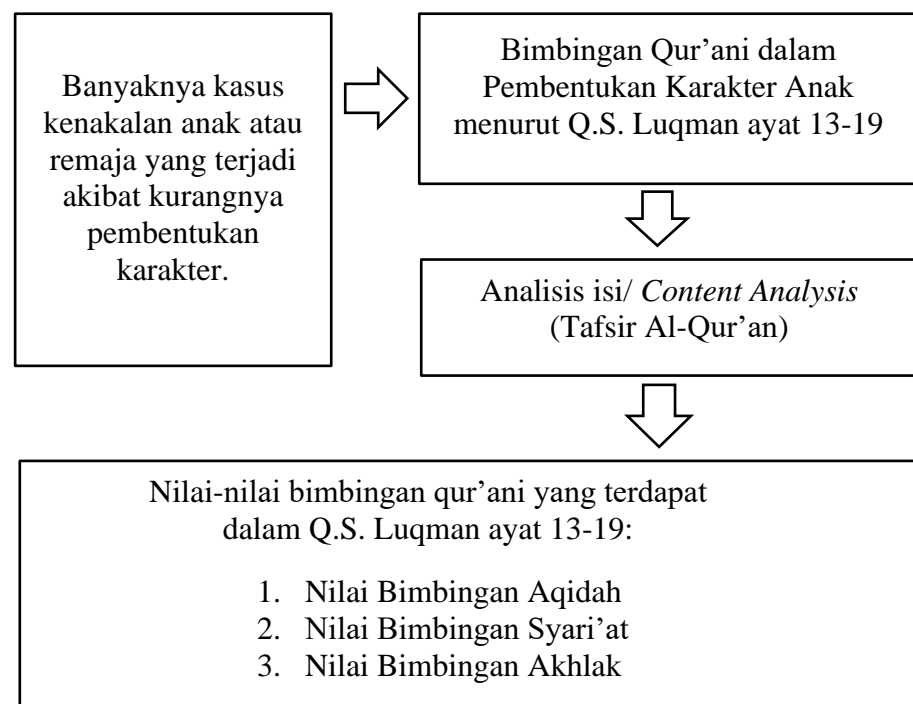 Banyaknya kasus
kenakalan anak atau
remaja yang terjadi
akibat kurangnya
pembentukan
karakter.
Bimbingan Qur’ani dalam
Pembentukan Karakter Anak
menurut Q.S. Luqman ayat 13-19
Analisis isi/ Content Analysis
(Tafsir Al-Qur’an)
Nilai-nilai bimbingan qur’ani yang terdapat
dalam Q.S. Luqman ayat 13-19:
1. Nilai Bimbingan Aqidah
2. Nilai Bimbingan Syari’at
3. Nilai Bimbingan Akhlak